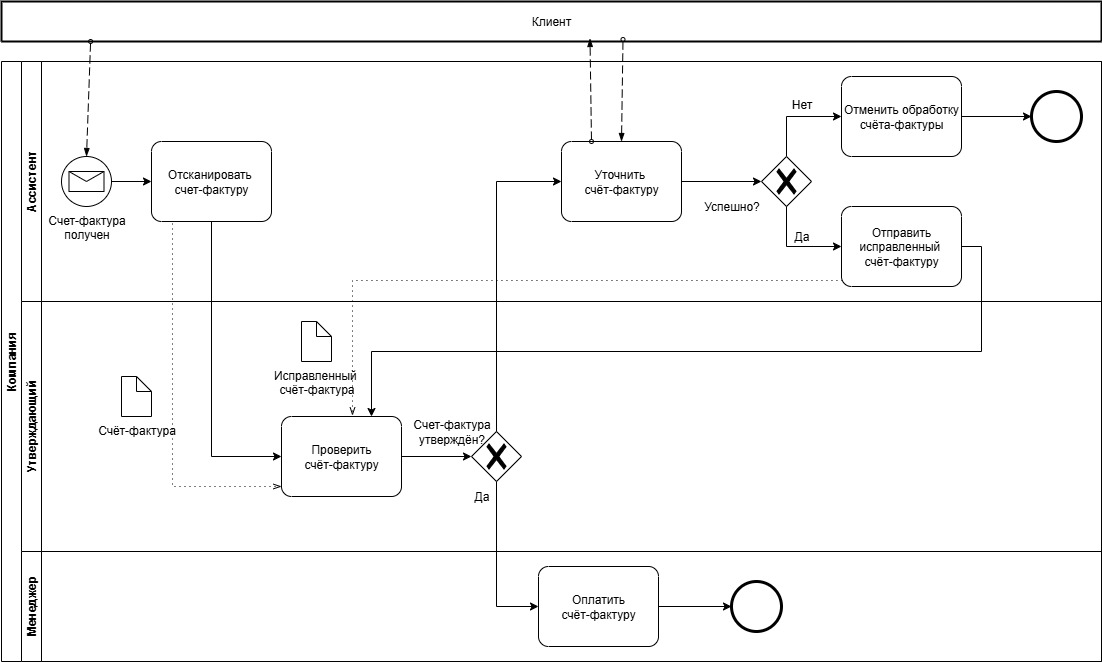 Клиент
Компания
Ассистент
Счет-фактура
получен
Отсканировать
счет-фактуру
Уточнить
счёт-фактуру
Успешно?
Нет
Отменить обработку
счёта-фактуры
Да
Отправить
исправленный
счёт-фактуру
Утверждающий
Счёт-фактура
Исправленный
счёт-фактура
Проверить
счёт-фактуру
Счет-фактура
утверждён?
Да
Менеджер
Оплатить
счёт-фактуру